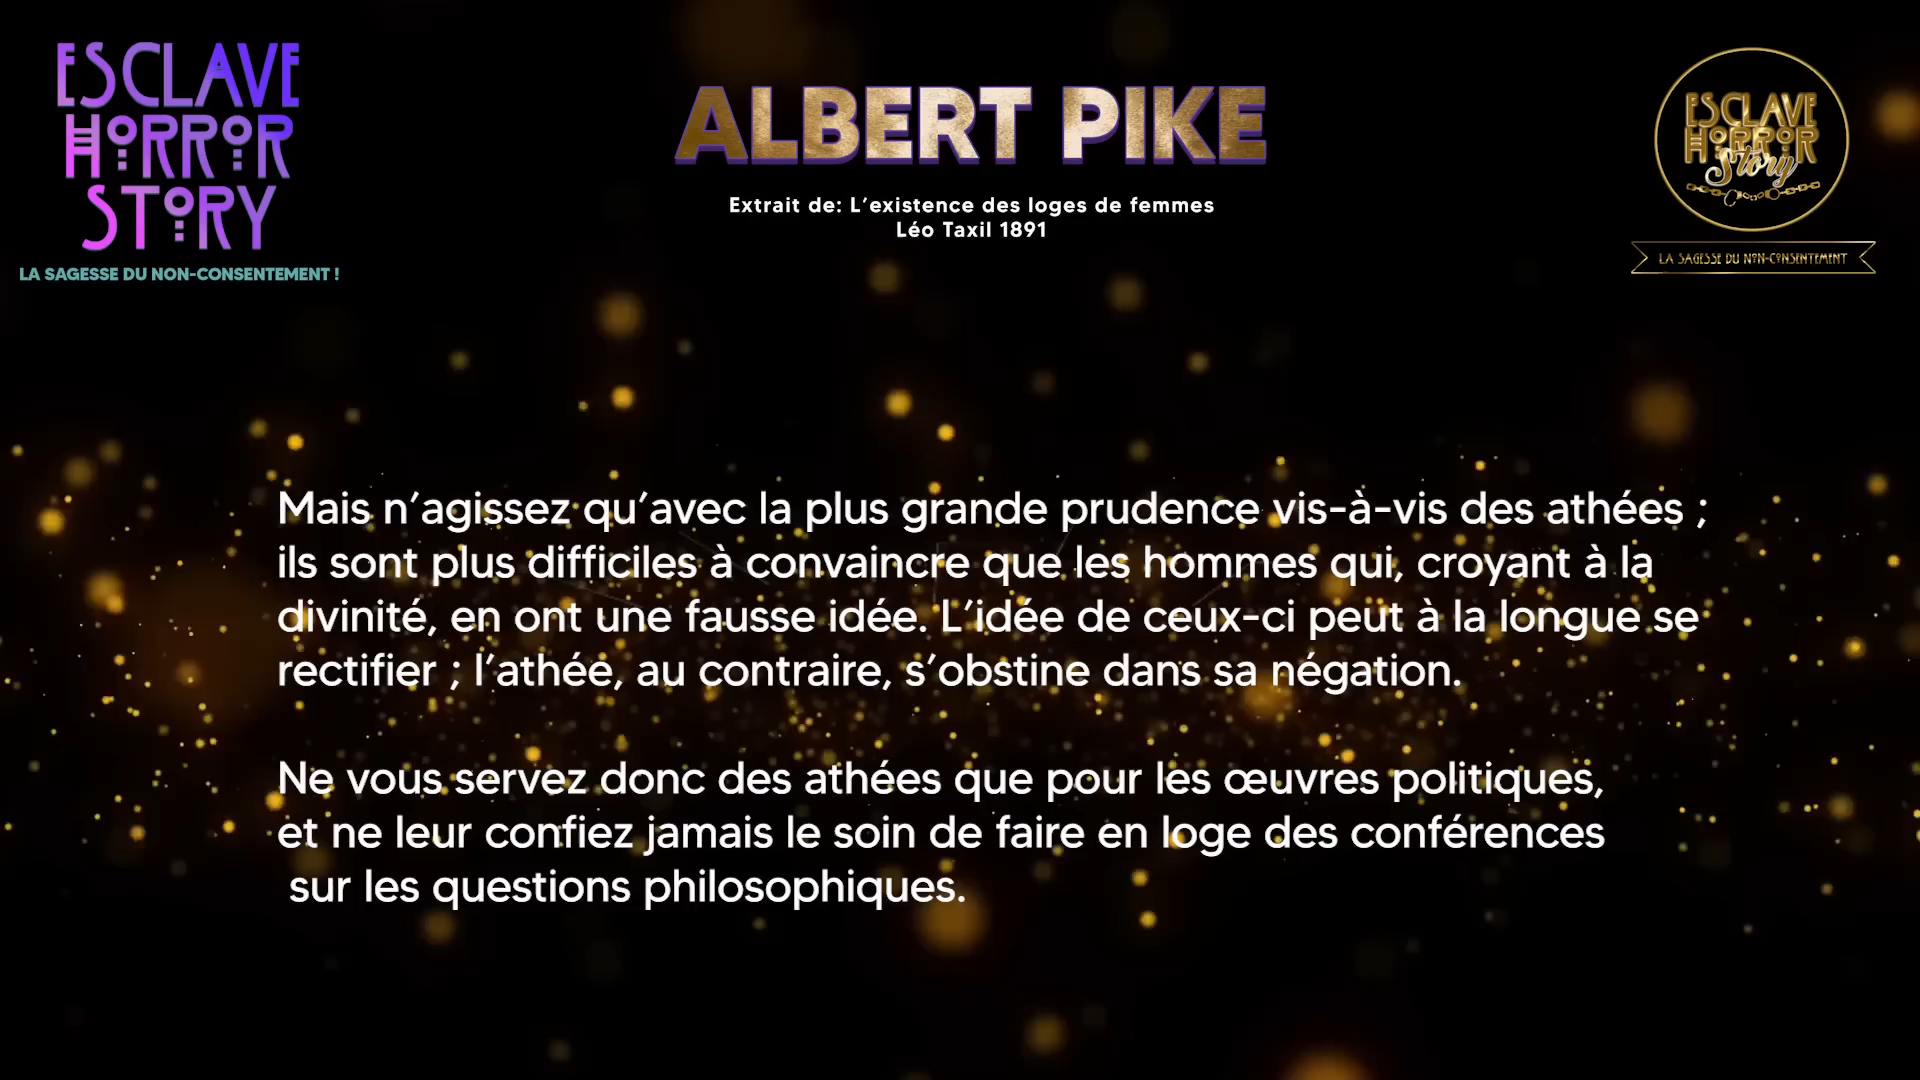 ESCLAVE
HORROR
STORY
LA SAGESSE DU NON-CONSENTEMENT !
ALBERT PIKE
Extrait de: L’existence des loges de femmes
Léo Taxil 1891
ESCLAVE
HORROR
Story
LA SAGESSE DU NON-CONSENTEMENT
Mais n’agissez qu’avec la plus grande prudence vis-à-vis des athées ;
ils sont plus difficiles à convaincre que les hommes qui, croyant à la
divinité, en ont une fausse idée. L’idée de ceux-ci peut à la longue se
rectifier ; l’athée, au contraire, s’obstine dans sa négation.
Ne vous servez donc des athées que pour les œuvres politiques,
et ne leur confiez jamais le soin de faire en loge des conférences
sur les questions philosophiques.